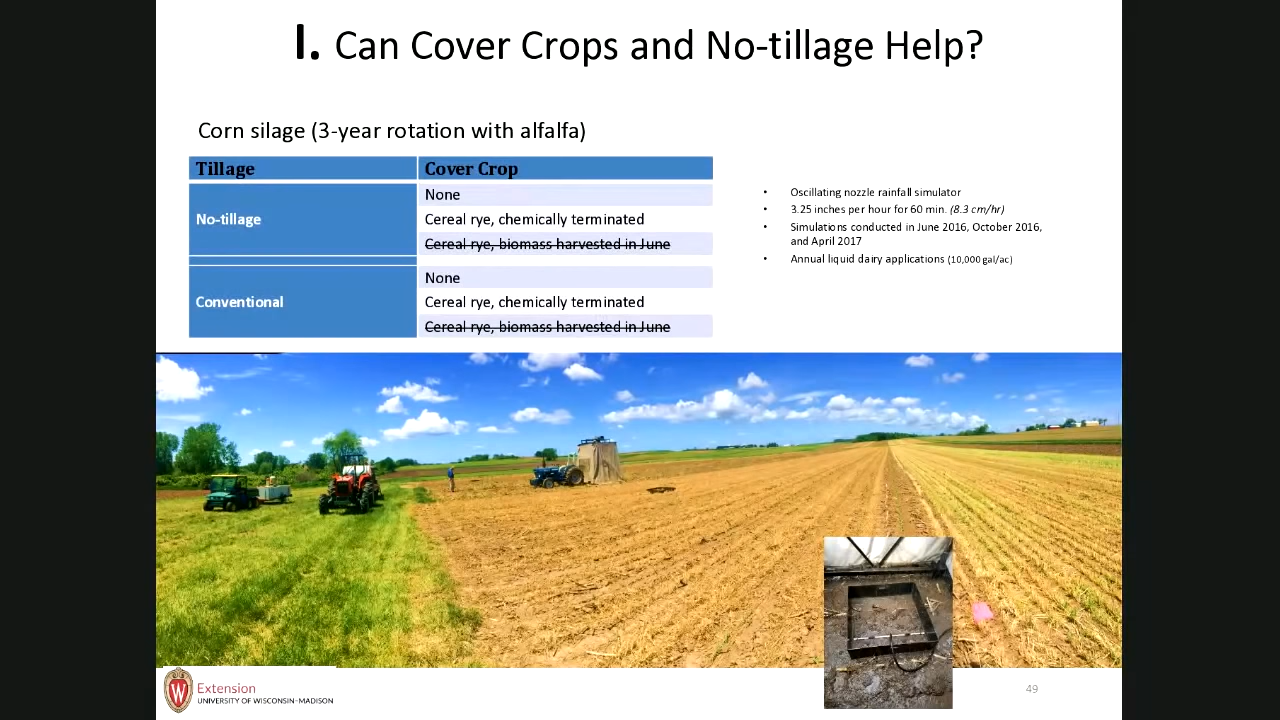 I. Can Cover Crops and No-tillage Help?
Corn silage (3-year rotation with alfalfa)
Tillage Cover Crop
No-tillage
None
Cereal rye, chemically terminated
Cereal rye, biomass harvested in June
Conventional
None
Cereal rye, chemically terminated
Cereal rye, biomass harvested in June
• Oscillating nozzle rainfall simulator
• 3.25 inches per hour for 60 min. (8.3 cm/hr)
• Simulations conducted in June 2016, October 2016,
and April 2017
• Annual liquid dairy applications (10,000 gal/ac)
W
Extension
UNIVERSITY OF WISCONSIN-MADISON
49